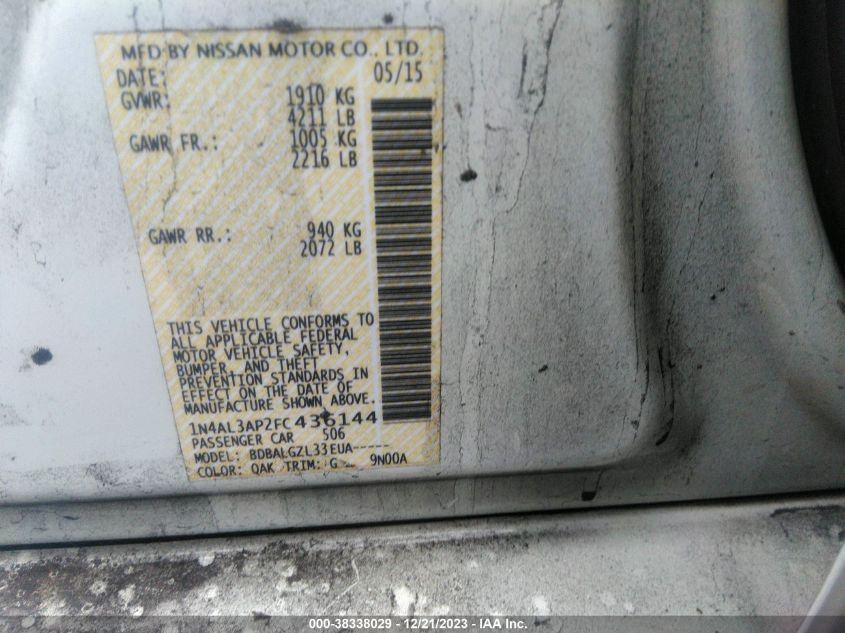 MFD BY NISSAN MOTOR CO., LTD.
DATE: 05/15
GVWR: 1910 KG
4211 LB
GAWR FR.: 1005 KG
2216 LB
GAWR RR.: 940 KG
2072 LB
THIS VEHICLE CONFORMS TO
ALL APPLICABLE FEDERAL
MOTOR VEHICLE SAFETY,
BUMPER, AND THEFT
PREVENTION STANDARDS IN
EFFECT ON THE DATE OF
MANUFACTURE SHOWN ABOVE.
1N4AL3AP2FC436144
PASSENGER CAR 506
MODEL: BDBALGZL33EUA-----
COLOR: QAK TRIM: G 9N00A
000-38338029 - 12/21/2023 - IAA Inc.